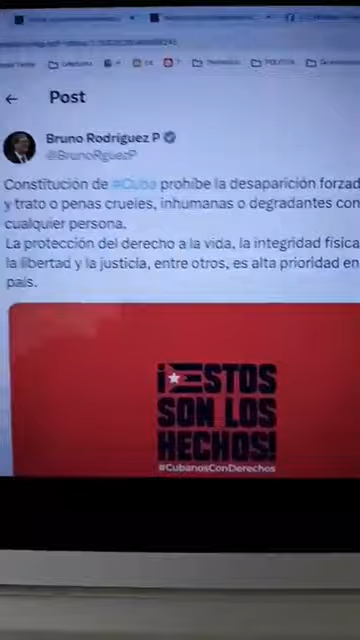 Post
Bruno Rodríguez P
@BrunoRguezP
Constitución de #Cuba prohíbe la desaparición forzad
y trato o penas crueles, inhumanas o degradantes con
cualquier persona.
La protección del derecho a la vida, la integridad física
la libertad y la justicia, entre otros, es alta prioridad en
país.
¡ESTOS
SON LOS
HECHOS!
#CubanosConDerechos